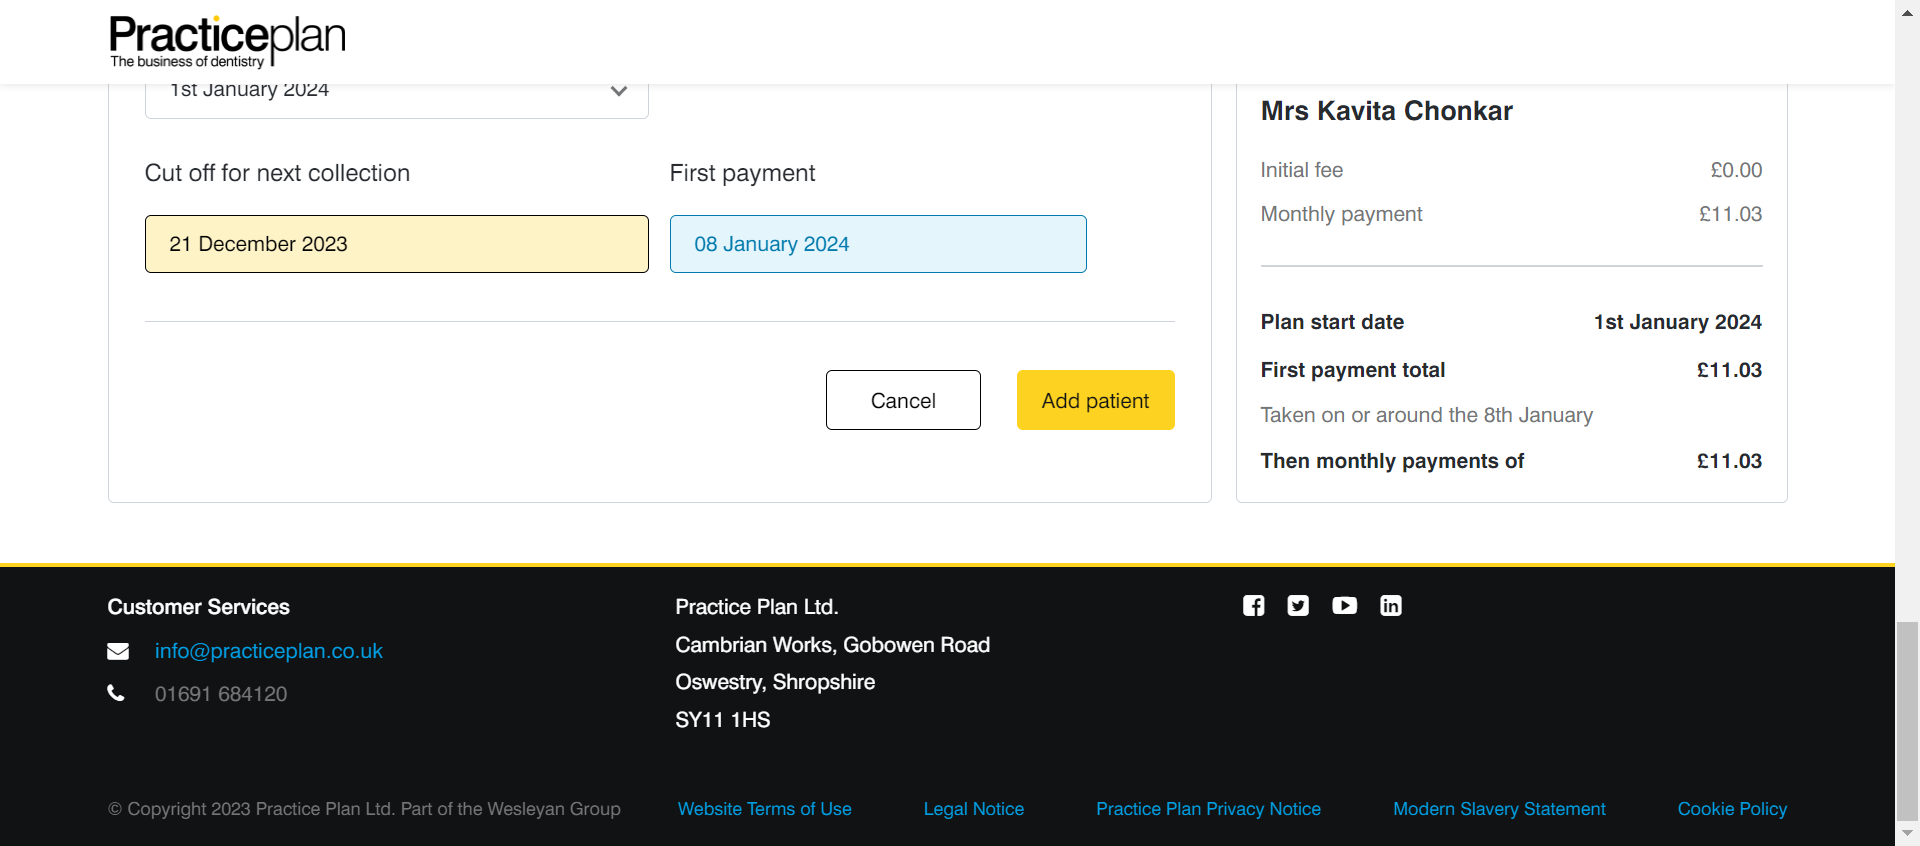 Practiceplan
The business of dentistry
1st January 2024
Cut off for next collection
First payment
21 December 2023
08 January 2024
Cancel
Add patient
Mrs Kavita Chonkar
Initial fee £0.00
Monthly payment £11.03
Plan start date 1st January 2024
First payment total £11.03
Taken on or around the 8th January
Then monthly payments of £11.03
Customer Services
info@practiceplan.co.uk
01691 684120
Practice Plan Ltd.
Cambrian Works, Gobowen Road
Oswestry, Shropshire
SY11 1HS
© Copyright 2023 Practice Plan Ltd. Part of the Wesleyan Group
Website Terms of Use
Legal Notice
Practice Plan Privacy Notice
Modern Slavery Statement
Cookie Policy